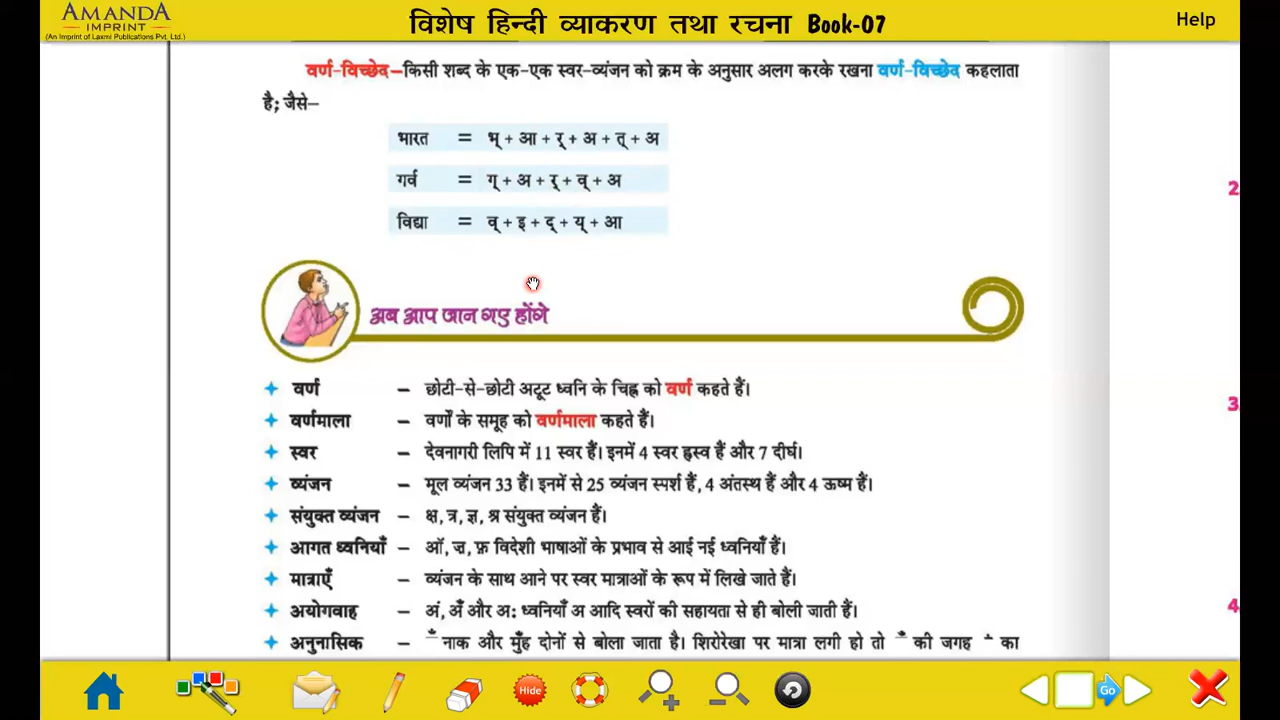 AMANDA
IMPRINT
(An Imprint of Laxmi Publications Pvt. Ltd.)
विशेष हिन्दी व्याकरण तथा रचना Book-07
Help
वर्ण-विच्छेद–किसी शब्द के एक-एक स्वर-व्यंजन को क्रम के अनुसार अलग करके रखना वर्ण-विच्छेद कहलाता
है; जैसे–
भारत = भ् + आ + र् + अ + त् + अ
गर्व = ग् + अ + र् + व् + अ
विद्या = व् + इ + द् + य् + आ
2
अब आप जान गए होंगे
वर्ण – छोटी-से-छोटी अटूट ध्वनि के चिह्न को वर्ण कहते हैं।
3
वर्णमाला – वर्णों के समूह को वर्णमाला कहते हैं।
स्वर – देवनागरी लिपि में 11 स्वर हैं। इनमें 4 स्वर ह्रस्व हैं और 7 दीर्घ।
व्यंजन – मूल व्यंजन 33 हैं। इनमें से 25 व्यंजन स्पर्श हैं, 4 अंतस्थ हैं और 4 ऊष्म हैं।
संयुक्त व्यंजन – क्ष, त्र, ज्ञ, श्र संयुक्त व्यंजन हैं।
आगत ध्वनियाँ – ऑ, ज़, फ़ विदेशी भाषाओं के प्रभाव से आई नई ध्वनियाँ हैं।
मात्राएँ – व्यंजन के साथ आने पर स्वर मात्राओं के रूप में लिखे जाते हैं।
अयोगवाह – अं, अँ और अः ध्वनियाँ अ आदि स्वरों की सहायता से ही बोली जाती हैं।
4
अनुनासिक – ँ नाक और मुँह दोनों से बोला जाता है। शिरोरेखा पर मात्रा लगी हो तो ँ की जगह ं का
Hide
Go